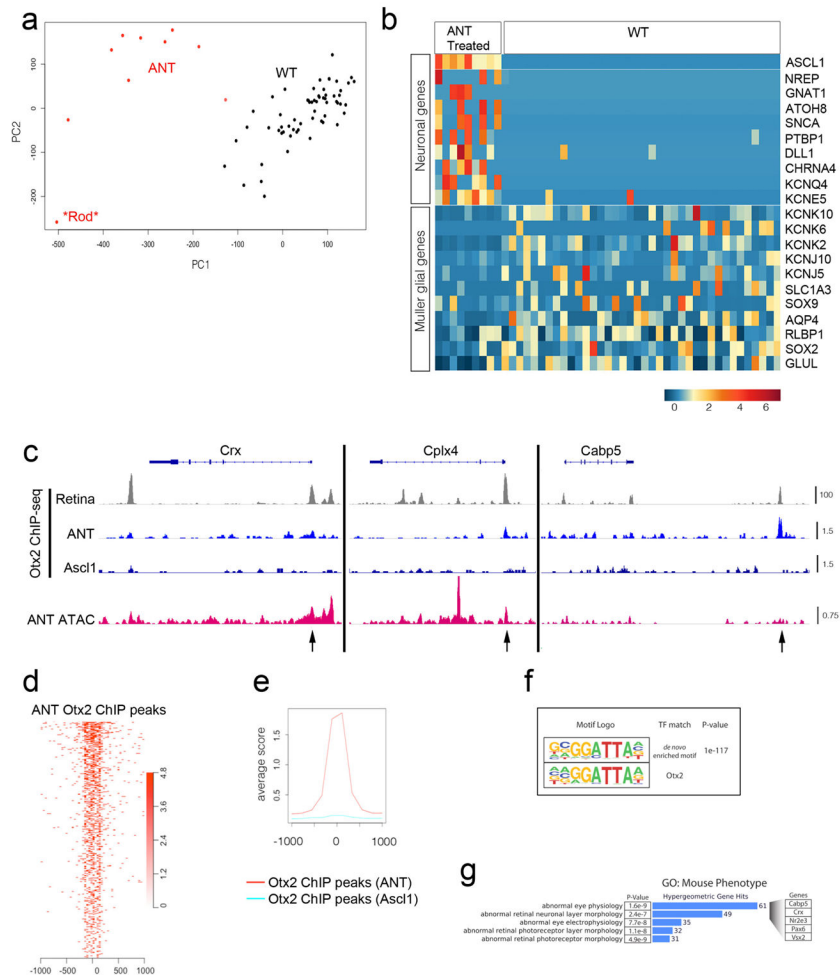 a
ANT
WT
*Rod*
PC2
100
0
-100
-200
-500
-400
-300
-200
-100
0
100
PC1
b
ANT
Treated
WT
Neuronal genes
Muller glial genes
ASCL1
NREP
GNAT1
ATOH8
SNCA
PTBP1
DLL1
CHRNA4
KCNQ4
KCNE5
KCNK10
KCNK6
KCNK2
KCNJ10
KCNJ5
SLC1A3
SOX9
AQP4
RLBP1
SOX2
GLUL
0 2 4 6
c
Crx
Cplx4
Cabp5
Otx2 ChIP-seq
Retina
100
ANT
1.5
Ascl1
1.5
ANT ATAC
0.75
d
ANT Otx2 ChIP peaks
4.8
3.6
2.4
1.2
0
-1000 -500 0 500 1000
e
average score
1.5
1.0
0.5
-1000 0 1000
Otx2 ChIP peaks (ANT)
Otx2 ChIP peaks (Ascl1)
f
Motif Logo TF match P-value
GGATTA de novo
enriched motif 1e-117
GGATTA Otx2
g
GO: Mouse Phenotype
P-Value Hypergeometric Gene Hits Genes
abnormal eye physiology 1.6e-9 61
abnormal retinal neuronal layer morphology 2.4e-7 49
abnormal eye electrophysiology 7.7e-8 35
abnormal retinal photoreceptor layer morphology 1.1e-8 32
abnormal retinal photoreceptor morphology 4.9e-9 31
Cabp5
Crx
Nr2e3
Pax6
Vsx2